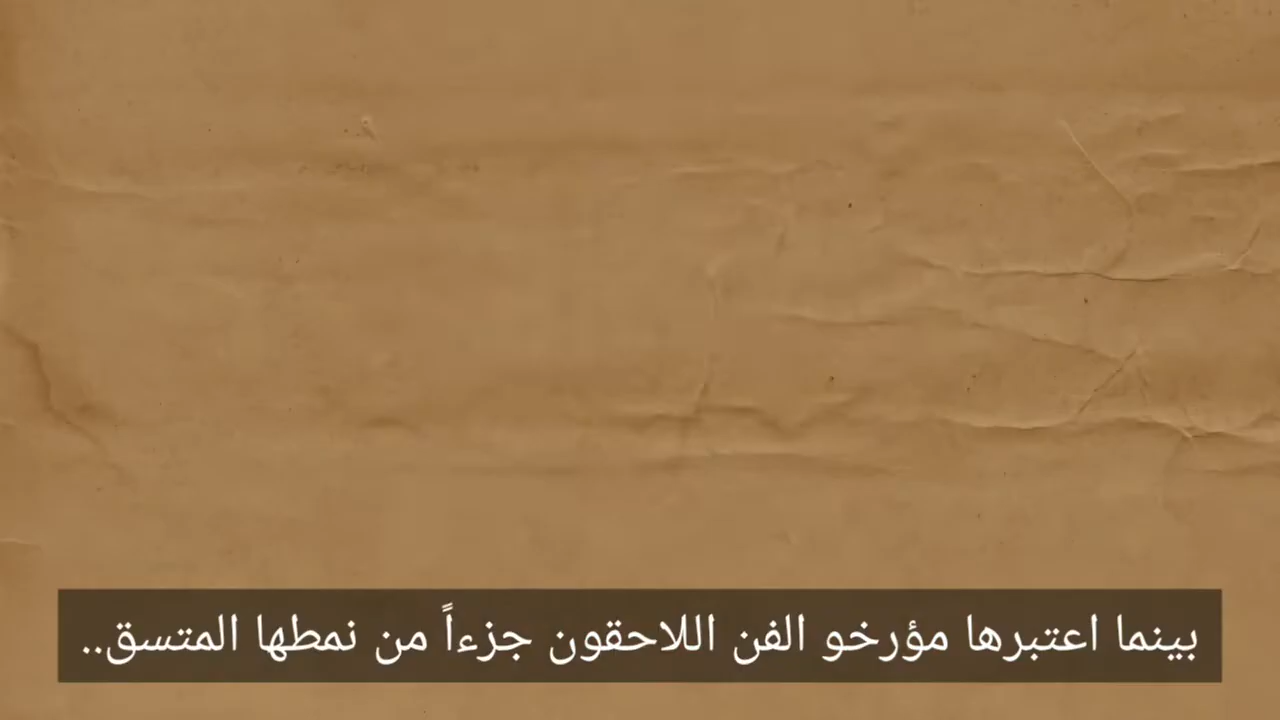 بينما اعتبرها مؤرخو الفن اللاحقون جزءاً من نمطها المتسق..